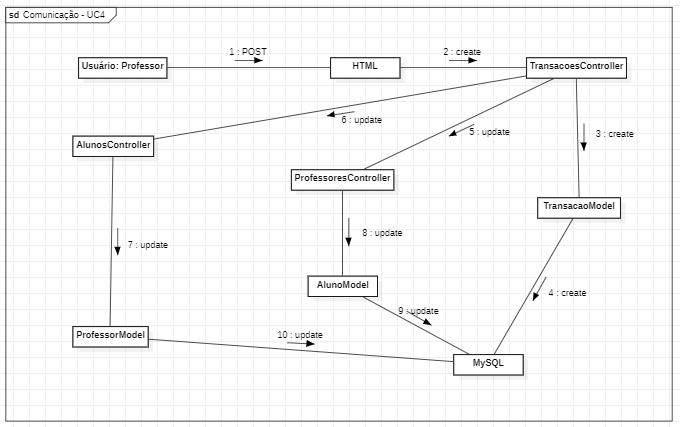 sd Comunicação - UC4
1 : POST
2 : create
Usuário: Professor
HTML
TransacoesController
6 : update
5 : update
3 : create
AlunosController
ProfessoresController
TransacaoModel
7 : update
8 : update
AlunoModel
4 : create
9 : update
ProfessorModel
10 : update
MySQL